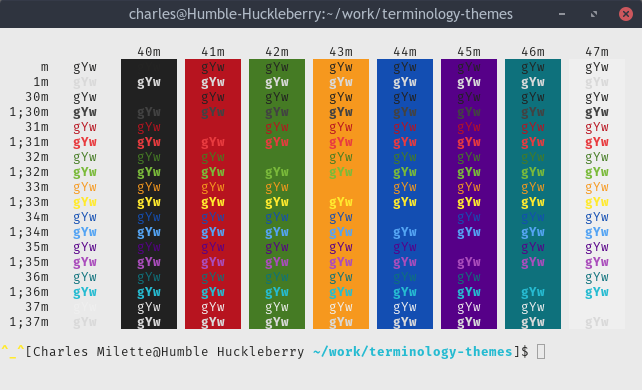 charles@Humble-Huckleberry:~/work/terminology-themes
40m 41m 42m 43m 44m 45m 46m 47m
m gYw gYw gYw gYw gYw gYw gYw gYw
1m gYw gYw gYw gYw gYw gYw gYw gYw gYw
30m gYw gYw gYw gYw gYw gYw gYw gYw
1;30m gYw gYw gYw gYw gYw gYw gYw gYw gYw
31m gYw gYw gYw gYw gYw gYw gYw gYw
1;31m gYw gYw gYw gYw gYw gYw gYw gYw gYw
32m gYw gYw gYw gYw gYw gYw gYw gYw
1;32m gYw gYw gYw gYw gYw gYw gYw gYw gYw
33m gYw gYw gYw gYw gYw gYw gYw gYw
1;33m gYw gYw gYw gYw gYw gYw gYw gYw gYw
34m gYw gYw gYw gYw gYw gYw gYw gYw
1;34m gYw gYw gYw gYw gYw gYw gYw gYw gYw
35m gYw gYw gYw gYw gYw gYw gYw gYw
1;35m gYw gYw gYw gYw gYw gYw gYw gYw gYw
36m gYw gYw gYw gYw gYw gYw gYw gYw
1;36m gYw gYw gYw gYw gYw gYw gYw gYw gYw
37m gYw gYw gYw gYw gYw gYw gYw gYw
1;37m gYw gYw gYw gYw gYw gYw gYw gYw gYw
^_^[Charles Milette@Humble Huckleberry ~/work/terminology-themes]$